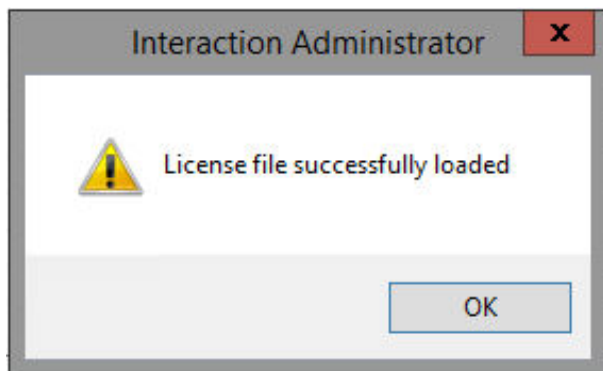 Interaction Administrator
License file successfully loaded
OK